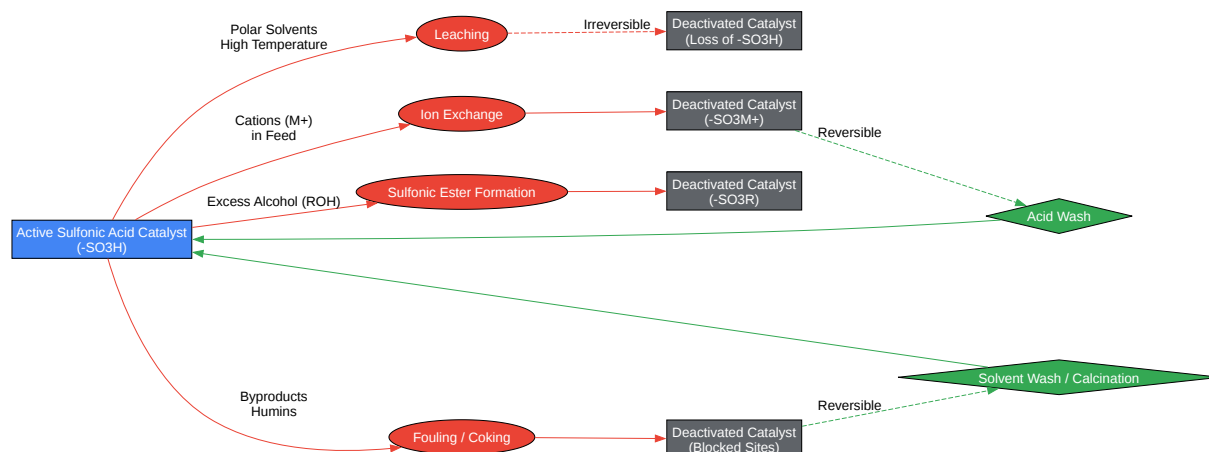 Polar Solvents
High Temperature
Leaching
Irreversible
Deactivated Catalyst
(Loss of -SO3H)
Cations (M+)
in Feed
Ion Exchange
Deactivated Catalyst
(-SO3M+)
Reversible
Excess Alcohol (ROH)
Sulfonic Ester Formation
Deactivated Catalyst
(-SO3R)
Acid Wash
Active Sulfonic Acid Catalyst
(-SO3H)
Solvent Wash / Calcination
Byproducts
Humins
Fouling / Coking
Deactivated Catalyst
(Blocked Sites)
Reversible